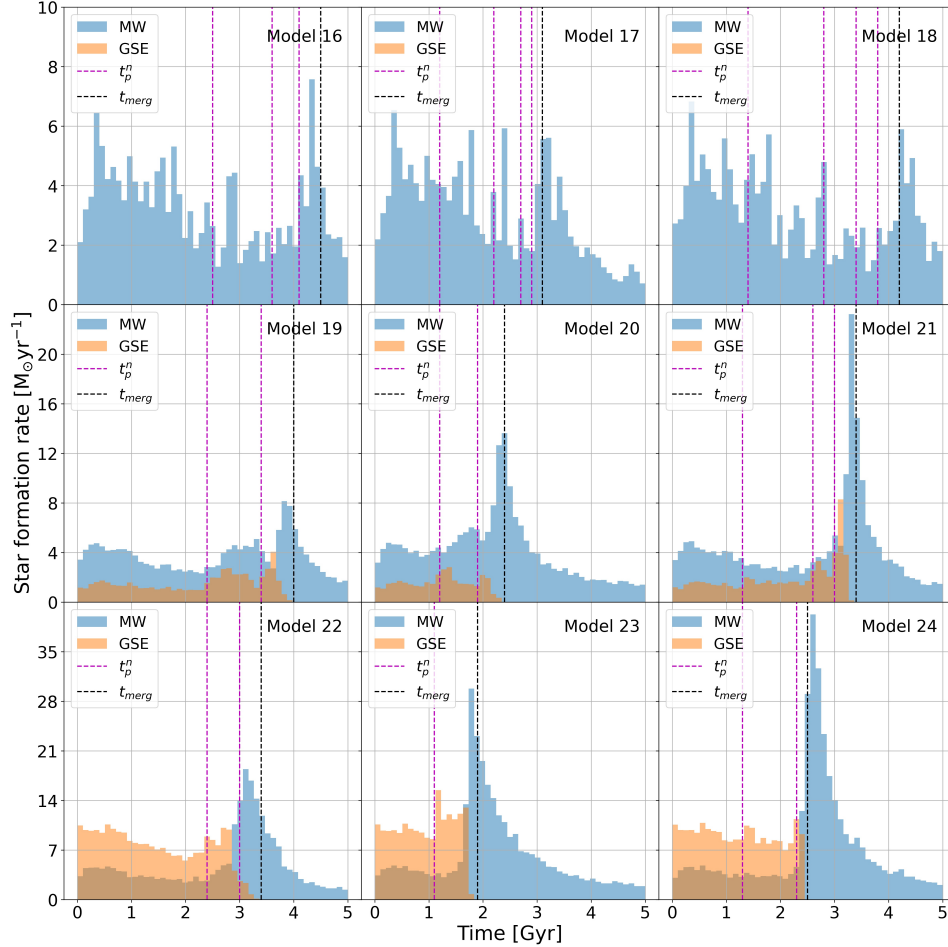 Star formation rate [M⊙yr⁻¹]
10
8
6
4
2
0
MW
GSE
t_p^n
t_merg
Model 16
MW
GSE
t_p^n
t_merg
Model 17
MW
GSE
t_p^n
t_merg
Model 18
20
16
12
8
4
0
MW
GSE
t_p^n
t_merg
Model 19
MW
GSE
t_p^n
t_merg
Model 20
MW
GSE
t_p^n
t_merg
Model 21
35
28
21
14
7
0
MW
GSE
t_p^n
t_merg
Model 22
MW
GSE
t_p^n
t_merg
Model 23
MW
GSE
t_p^n
t_merg
Model 24
0 1 2 3 4 5
0 1 2 3 4 5
0 1 2 3 4 5
Time [Gyr]